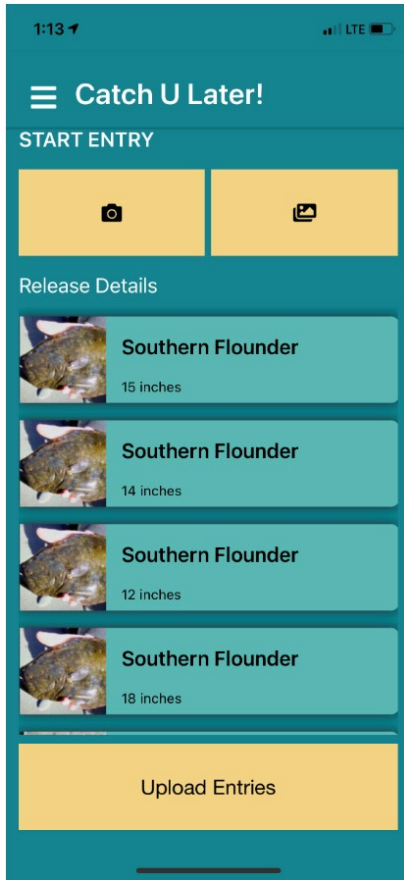 1:13 LTE
Catch U Later!
START ENTRY
Release Details
Southern Flounder
15 inches
Southern Flounder
14 inches
Southern Flounder
12 inches
Southern Flounder
18 inches
Upload Entries